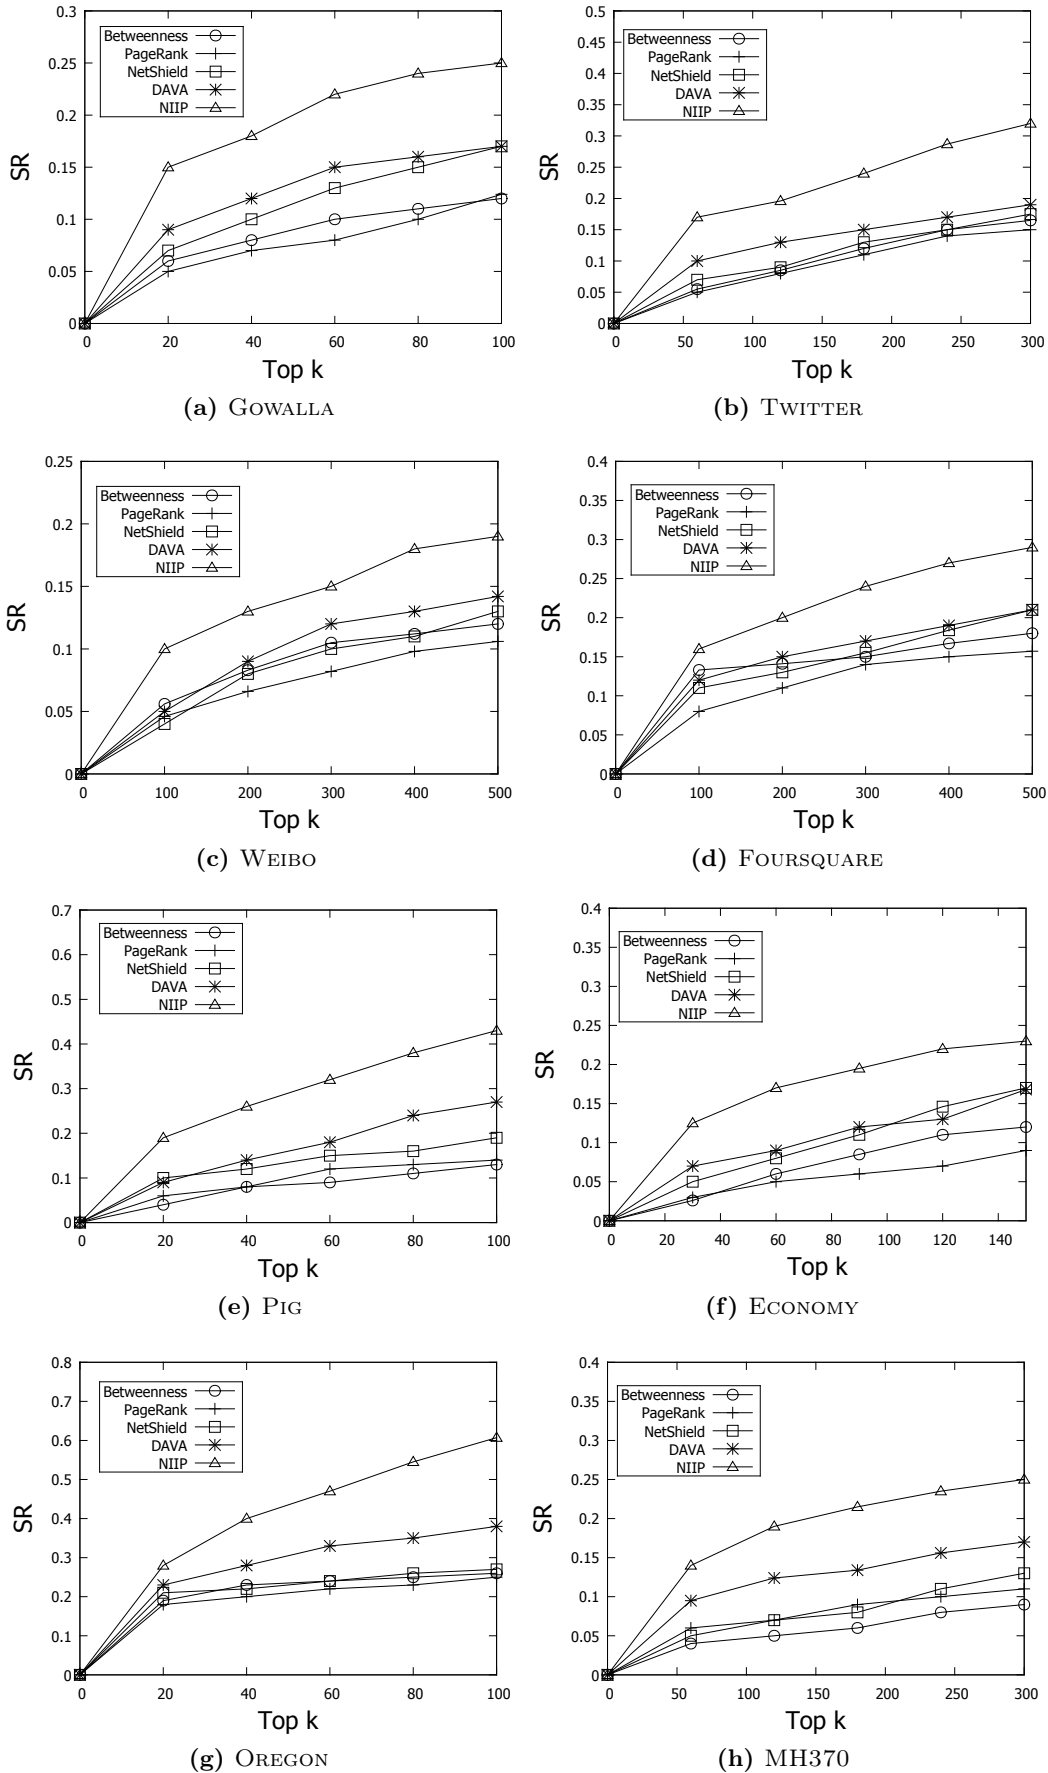 0.3
0.25
0.2
0.15
0.1
0.05
0
SR
Betweenness
PageRank
NetShield
DAVA
NIIP
0 20 40 60 80 100
Top k
(a) GOWALLA
0.5
0.45
0.4
0.35
0.3
0.25
0.2
0.15
0.1
0.05
0
SR
Betweenness
PageRank
NetShield
DAVA
NIIP
0 50 100 150 200 250 300
Top k
(b) TWITTER
0.25
0.2
0.15
0.1
0.05
0
SR
Betweenness
PageRank
NetShield
DAVA
NIIP
0 100 200 300 400 500
Top k
(c) WEIBO
0.4
0.35
0.3
0.25
0.2
0.15
0.1
0.05
0
SR
Betweenness
PageRank
NetShield
DAVA
NIIP
0 100 200 300 400 500
Top k
(d) FOURSQUARE
0.7
0.6
0.5
0.4
0.3
0.2
0.1
0
SR
Betweenness
PageRank
NetShield
DAVA
NIIP
0 20 40 60 80 100
Top k
(e) PIG
0.4
0.35
0.3
0.25
0.2
0.15
0.1
0.05
0
SR
Betweenness
PageRank
NetShield
DAVA
NIIP
0 20 40 60 80 100 120 140
Top k
(f) ECONOMY
0.8
0.7
0.6
0.5
0.4
0.3
0.2
0.1
0
SR
Betweenness
PageRank
NetShield
DAVA
NIIP
0 20 40 60 80 100
Top k
(g) OREGON
0.4
0.35
0.3
0.25
0.2
0.15
0.1
0.05
0
SR
Betweenness
PageRank
NetShield
DAVA
NIIP
0 50 100 150 200 250 300
Top k
(h) MH370